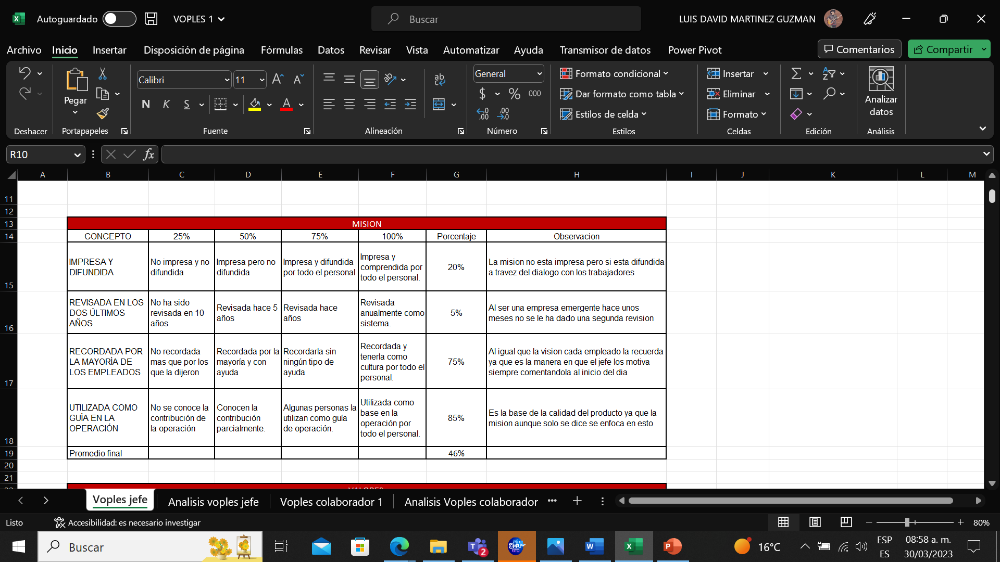 Autoguardado
VOPLES 1
Buscar
LUIS DAVID MARTINEZ GUZMAN
Archivo Inicio Insertar Disposición de página Fórmulas Datos Revisar Vista Automatizar Ayuda Transmisor de datos Power Pivot
Comentarios
Compartir
Pegar
Calibri 11
N K S
General
$ % 000
Formato condicional
Dar formato como tabla
Estilos de celda
Insertar
Eliminar
Formato
Analizar
datos
Deshacer Portapapeles Fuente Alineación Número Estilos Celdas Edición Análisis
R10
fx
A B C D E F G H I J K L M
11
12
13 MISION
14 CONCEPTO 25% 50% 75% 100% Porcentaje Observacion
IMPRESA Y
DIFUNDIDA
No impresa y no
difundida
Impresa pero no
difundida
Impresa y difundida
por todo el personal
Impresa y
comprendida por
todo el personal.
20%
La mision no esta impresa pero si esta difundida
a travez del dialogo con los trabajadores
15
REVISADA EN LOS
DOS ÚLTIMOS
AÑOS
No ha sido
revisada en 10
años
Revisada hace 5
años
Revisada hace
años
Revisada
anualmente como
sistema.
5%
Al ser una empresa emergente hace unos
meses no se le ha dado una segunda revision
16
RECORDADA POR
LA MAYORÍA DE
LOS EMPLEADOS
No recordada
mas que por los
que la dijeron
Recordada por la
mayoría y con
ayuda
Recordarla sin
ningún tipo de
ayuda
Recordada y
tenerla como
cultura por todo el
personal.
75%
Al igual que la vision cada empleado la recuerda
ya que es la manera en que el jefe los motiva
siempre comentandola al inicio del dia
17
UTILIZADA COMO
GUÍA EN LA
OPERACIÓN
No se conoce la
contribución de
la operación
Conocen la
contribución
parcialmente.
Algunas personas la
utilizan como guía
de operación.
Utilizada como
base en la
operación por
todo el personal.
85%
Es la base de la calidad del producto ya que la
mision aunque solo se dice se enfoca en esto
18
19 Promedio final 46%
20
21
Voples jefe Analisis voples jefe Voples colaborador 1 Analisis Voples colaborador
Listo
Accesibilidad: es necesario investigar
80%
Buscar
2
16°C
ESP
ES
08:58 a. m.
30/03/2023